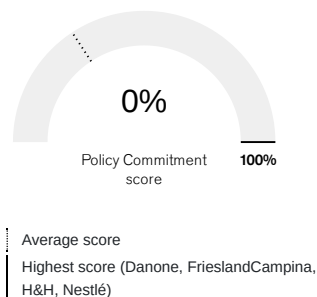 0%
Policy Commitment 100%
score
Average score
Highest score (Danone, FrieslandCampina,
H&H, Nestlé)